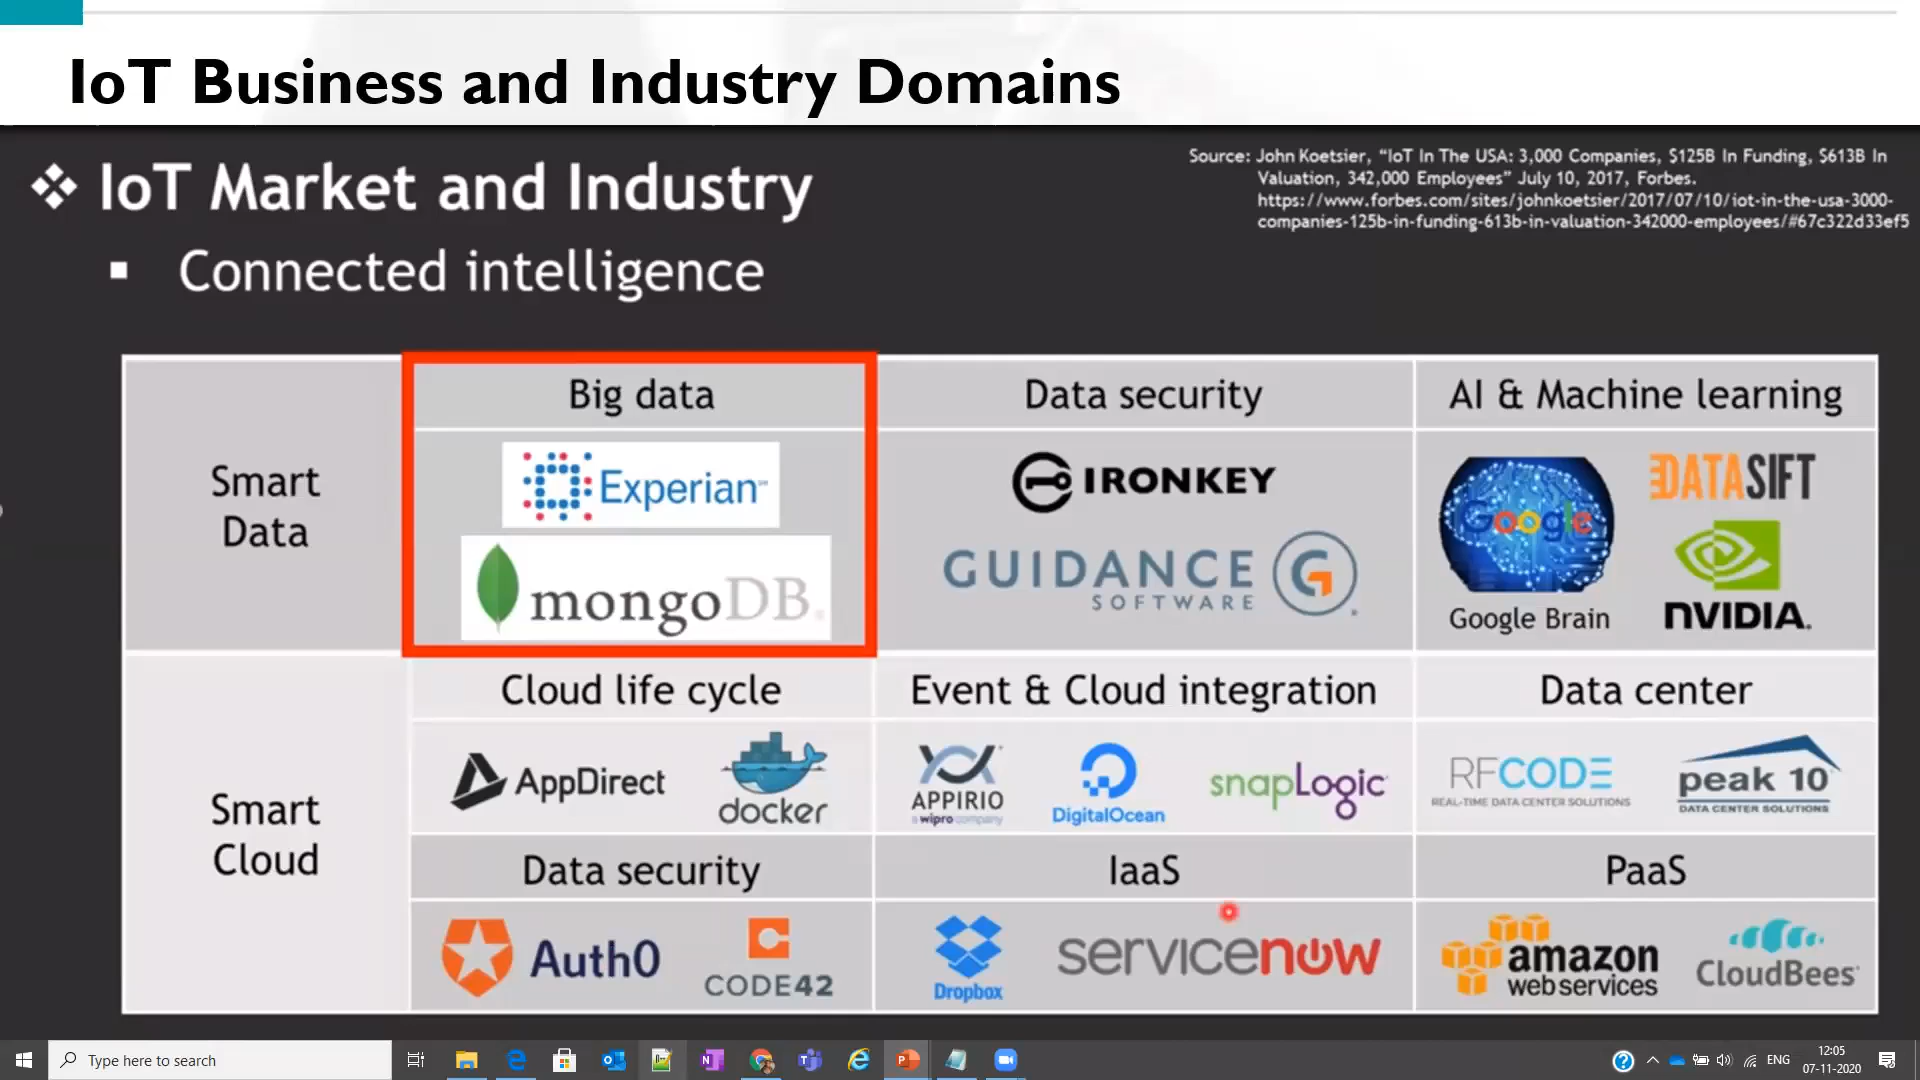 IoT Business and Industry Domains
❖ IoT Market and Industry
▪ Connected intelligence
Source: John Koetsier, “IoT In The USA: 3,000 Companies, $125B In Funding, $613B In
Valuation, 342,000 Employees” July 10, 2017, Forbes.
https://www.forbes.com/sites/johnkoetsier/2017/07/10/iot-in-the-usa-3000-
companies-125b-in-funding-613b-in-valuation-342000-employees/#67c322d33ef5
Smart
Data
Big data
Experian
mongoDB
Data security
IRONKEY
GUIDANCE
SOFTWARE
G
AI & Machine learning
Google
Google Brain
DATASIFT
NVIDIA.
Smart
Cloud
Cloud life cycle
AppDirect
docker
Event & Cloud integration
APPIRIO
a wipro company
DigitalOcean
snapLogic
Data center
RFCODE
REAL-TIME DATA CENTER SOLUTIONS
peak 10
DATA CENTER SOLUTIONS
Data security
Auth0
CODE42
IaaS
Dropbox
servicenow
PaaS
amazon
web services
CloudBees
Type here to search
ENG
12:05
07-11-2020